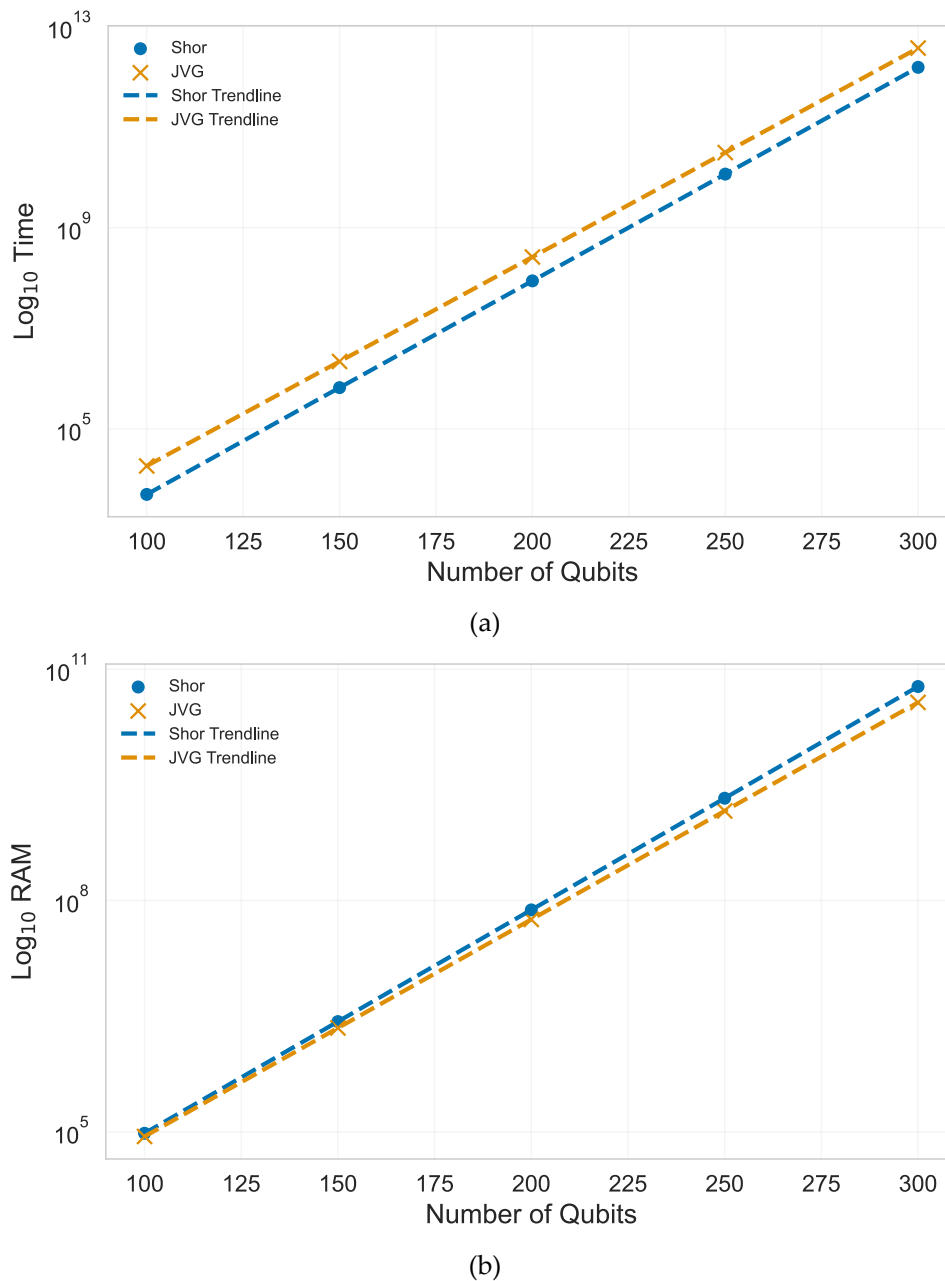 10^13
Shor
JVG
Shor Trendline
JVG Trendline
10^9
10^5
Log₁₀ Time
100 125 150 175 200 225 250 275 300
Number of Qubits
(a)
10^11
Shor
JVG
Shor Trendline
JVG Trendline
10^8
10^5
Log₁₀ RAM
100 125 150 175 200 225 250 275 300
Number of Qubits
(b)